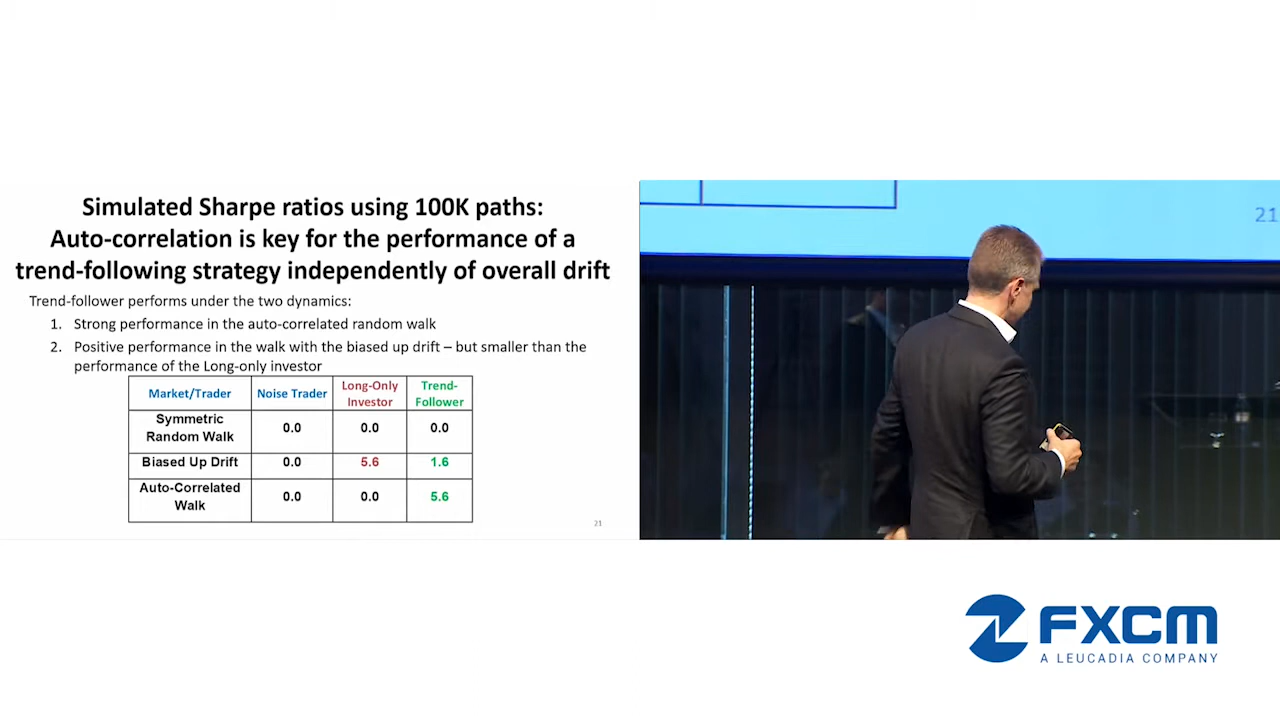 Simulated Sharpe ratios using 100K paths:
Auto-correlation is key for the performance of a
trend-following strategy independently of overall drift
Trend-follower performs under the two dynamics:
1. Strong performance in the auto-correlated random walk
2. Positive performance in the walk with the biased up drift – but smaller than the
performance of the Long-only investor
Market/Trader Noise Trader Long-Only Investor Trend-Follower
Symmetric Random Walk 0.0 0.0 0.0
Biased Up Drift 0.0 5.6 1.6
Auto-Correlated Walk 0.0 0.0 5.6
21
21
FXCM
A LEUCADIA COMPANY